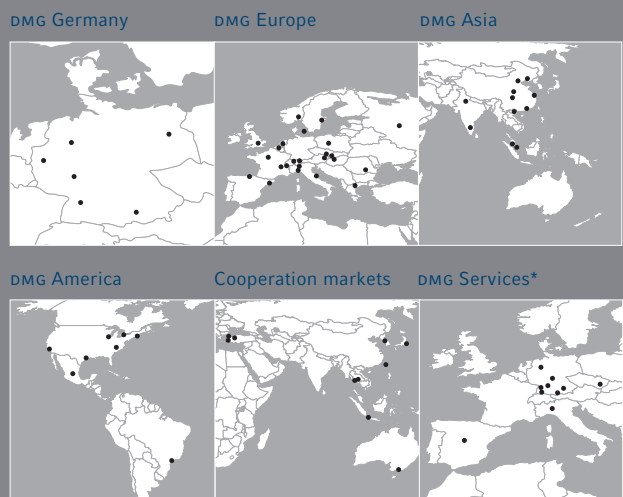 DMG Germany
DMG Europe
DMG Asia
DMG America
Cooperation markets
DMG Services*